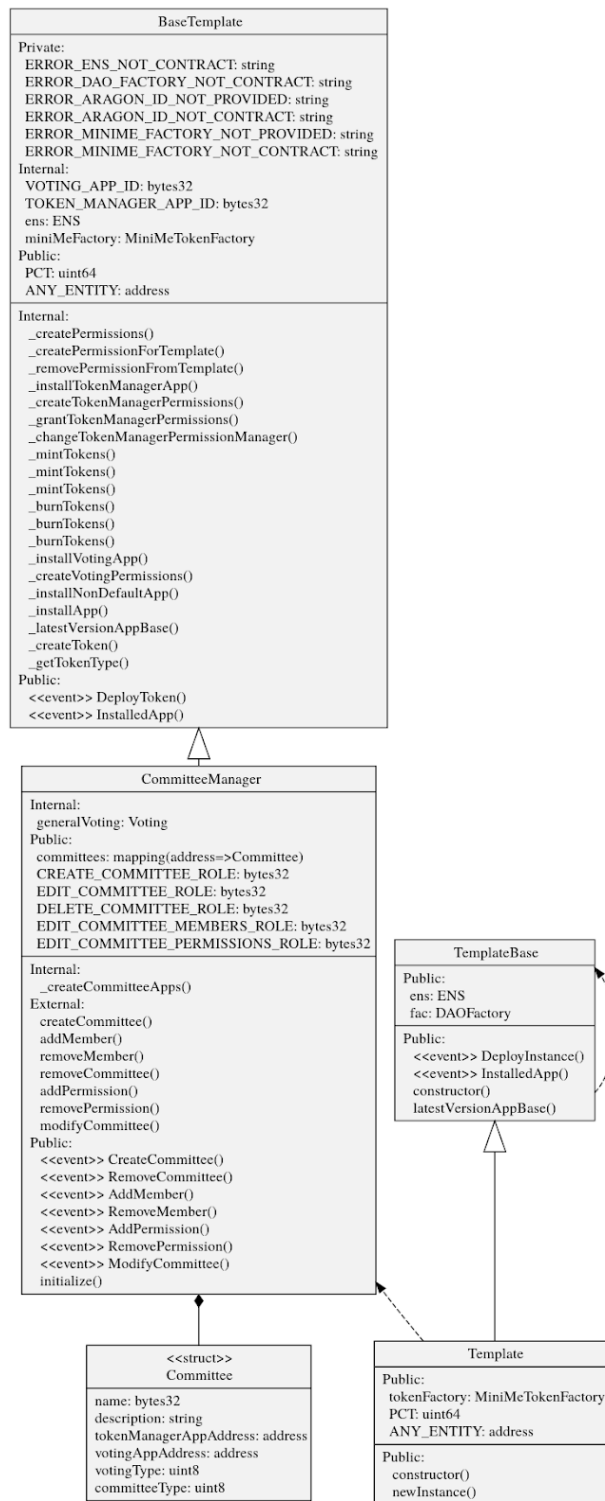 BaseTemplate
Private:
ERROR_ENS_NOT_CONTRACT: string
ERROR_DAO_FACTORY_NOT_CONTRACT: string
ERROR_ARAGON_ID_NOT_PROVIDED: string
ERROR_ARAGON_ID_NOT_CONTRACT: string
ERROR_MINIME_FACTORY_NOT_PROVIDED: string
ERROR_MINIME_FACTORY_NOT_CONTRACT: string
Internal:
VOTING_APP_ID: bytes32
TOKEN_MANAGER_APP_ID: bytes32
ens: ENS
miniMeFactory: MiniMeTokenFactory
Public:
PCT: uint64
ANY_ENTITY: address
Internal:
_createPermissions()
_createPermissionForTemplate()
_removePermissionFromTemplate()
_installTokenManagerApp()
_createTokenManagerPermissions()
_grantTokenManagerPermissions()
_changeTokenManagerPermissionManager()
_mintTokens()
_mintTokens()
_mintTokens()
_burnTokens()
_burnTokens()
_burnTokens()
_installVotingApp()
_createVotingPermissions()
_installNonDefaultApp()
_installApp()
_latestVersionAppBase()
_createToken()
_getTokenType()
Public:
<<event>> DeployToken()
<<event>> InstalledApp()
CommitteeManager
Internal:
generalVoting: Voting
Public:
committees: mapping(address=>Committee)
CREATE_COMMITTEE_ROLE: bytes32
EDIT_COMMITTEE_ROLE: bytes32
DELETE_COMMITTEE_ROLE: bytes32
EDIT_COMMITTEE_MEMBERS_ROLE: bytes32
EDIT_COMMITTEE_PERMISSIONS_ROLE: bytes32
Internal:
_createCommitteeApps()
External:
createCommittee()
addMember()
removeMember()
removeCommittee()
addPermission()
removePermission()
modifyCommittee()
Public:
<<event>> CreateCommittee()
<<event>> RemoveCommittee()
<<event>> AddMember()
<<event>> RemoveMember()
<<event>> AddPermission()
<<event>> RemovePermission()
<<event>> ModifyCommittee()
initialize()
TemplateBase
Public:
ens: ENS
fac: DAOFactory
Public:
<<event>> DeployInstance()
<<event>> InstalledApp()
constructor()
latestVersionAppBase()
<<struct>>
Committee
name: bytes32
description: string
tokenManagerAppAddress: address
votingAppAddress: address
votingType: uint8
committeeType: uint8
Template
Public:
tokenFactory: MiniMeTokenFactory
PCT: uint64
ANY_ENTITY: address
Public:
constructor()
newInstance()